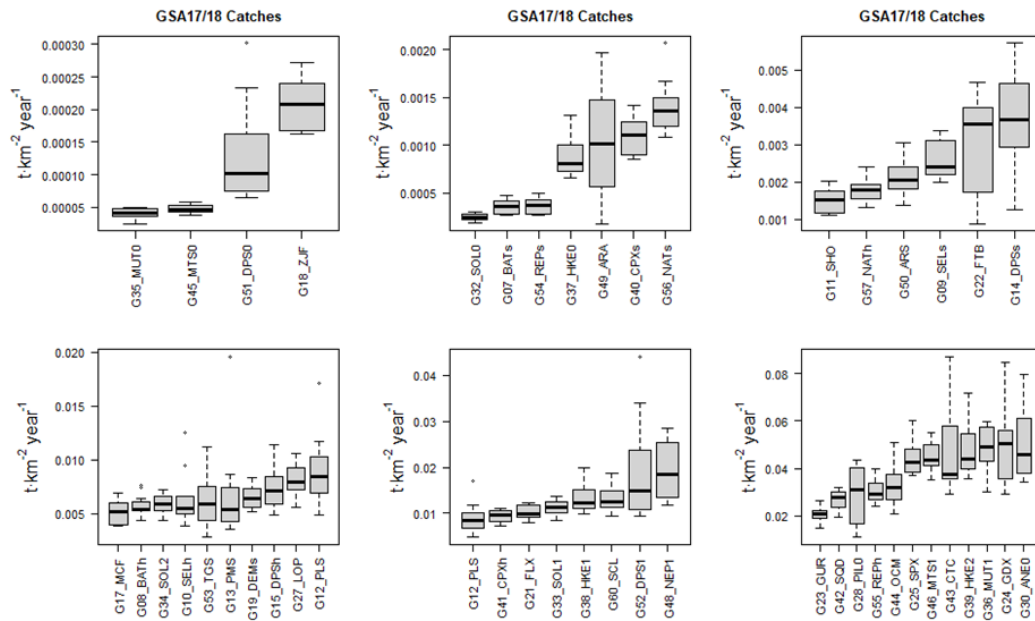 GSA17/18 Catches
t·km⁻² year⁻¹
0.00030
0.00025
0.00020
0.00015
0.00010
0.00005
G35_MUT0
G45_MTS0
G51_DPS0
G18_ZJF
GSA17/18 Catches
t·km⁻² year⁻¹
0.0020
0.0015
0.0010
0.0005
G32_SOL0
G07_BATs
G54_REPs
G37_HKE0
G49_ARA
G40_CPXs
G56_NATs
GSA17/18 Catches
t·km⁻² year⁻¹
0.005
0.004
0.003
0.002
0.001
G11_SHO
G57_NATh
G50_ARS
G09_SELs
G22_FTB
G14_DPSs
t·km⁻² year⁻¹
0.020
0.015
0.010
0.005
G17_MCF
G08_BATh
G34_SOL2
G10_SELh
G53_TGS
G13_PMS
G19_DEMs
G15_DPSh
G27_LOP
G12_PLS
t·km⁻² year⁻¹
0.04
0.03
0.02
0.01
G12_PLS
G41_CPXh
G21_FLX
G33_SOL1
G38_HKE1
G60_SCL
G52_DPS1
G48_NEP1
t·km⁻² year⁻¹
0.08
0.06
0.04
0.02
G23_GUR
G42_SQD
G28_PIL0
G55_REPh
G44_OCM
G25_SPX
G46_MTS1
G43_CTC
G39_HKE2
G36_MUT1
G24_GDX
G30_ANE0